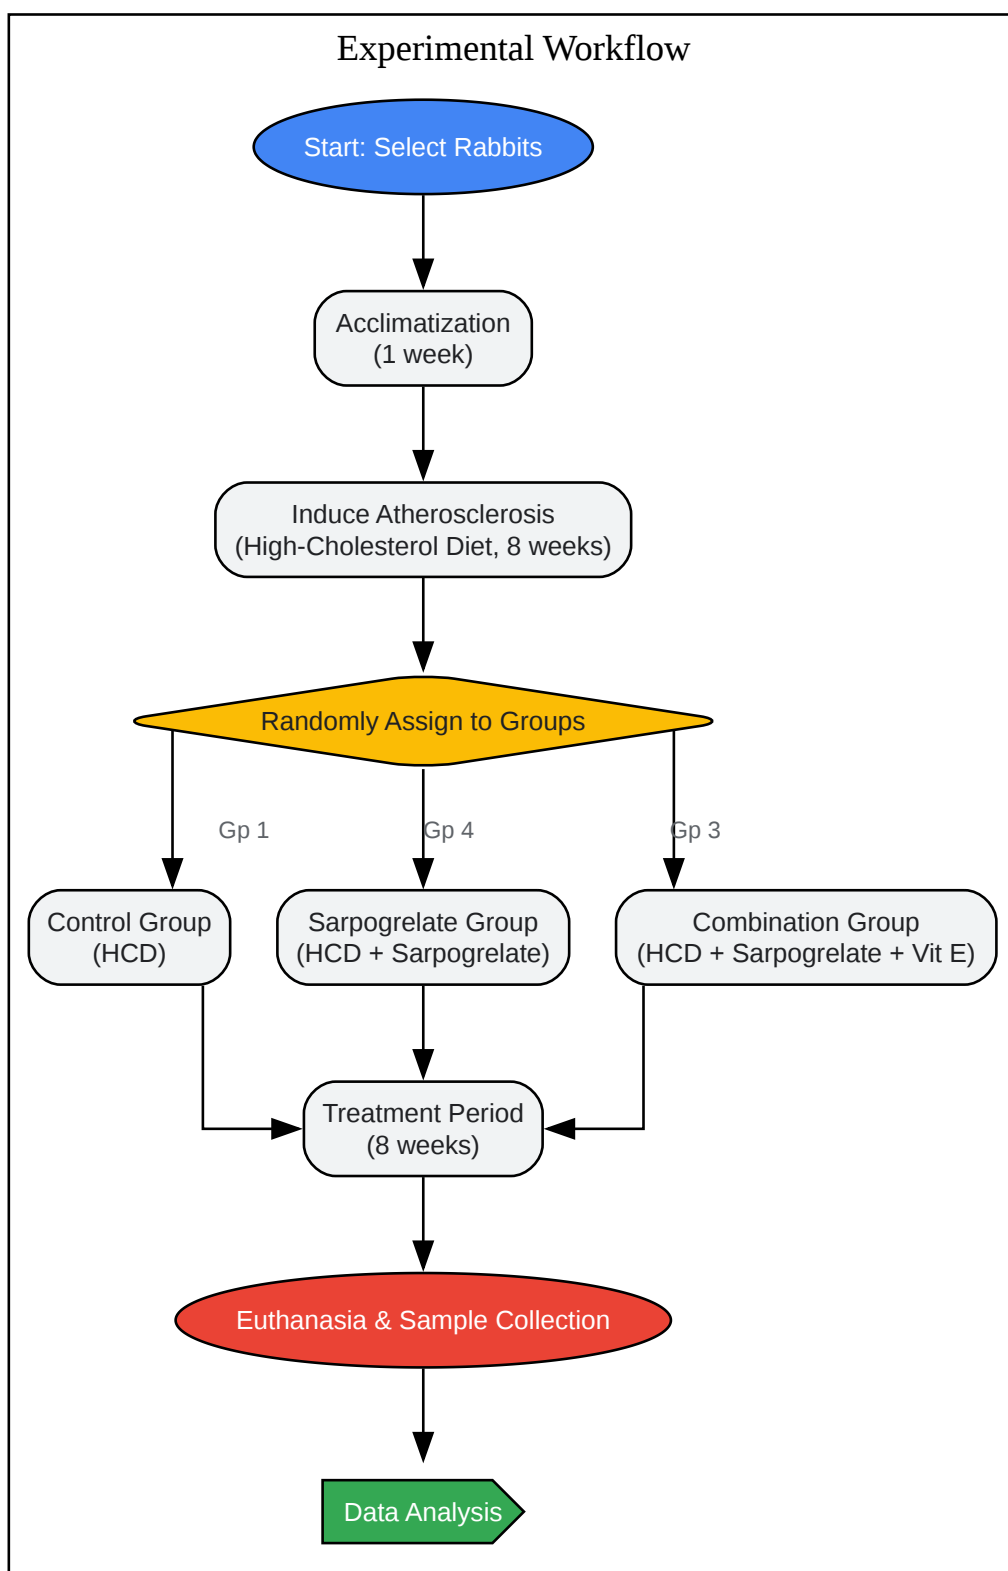 Experimental Workflow
Start: Select Rabbits
Acclimatization
(1 week)
Induce Atherosclerosis
(High-Cholesterol Diet, 8 weeks)
Randomly Assign to Groups
Gp 1
Gp 4
Gp 3
Control Group
(HCD)
Sarpogrelate Group
(HCD + Sarpogrelate)
Combination Group
(HCD + Sarpogrelate + Vit E)
Treatment Period
(8 weeks)
Euthanasia & Sample Collection
Data Analysis